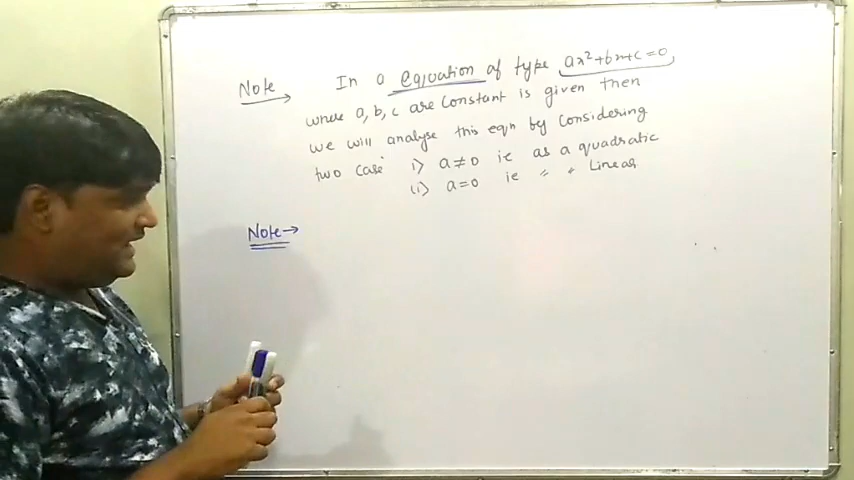 Note → In a equation of type ax²+bx+c=0
where a, b, c are constant is given then
we will analyse this eqn by considering
two case i) a≠0 ie as a quadratic
(ii) a=0 ie " " Linear
Note →